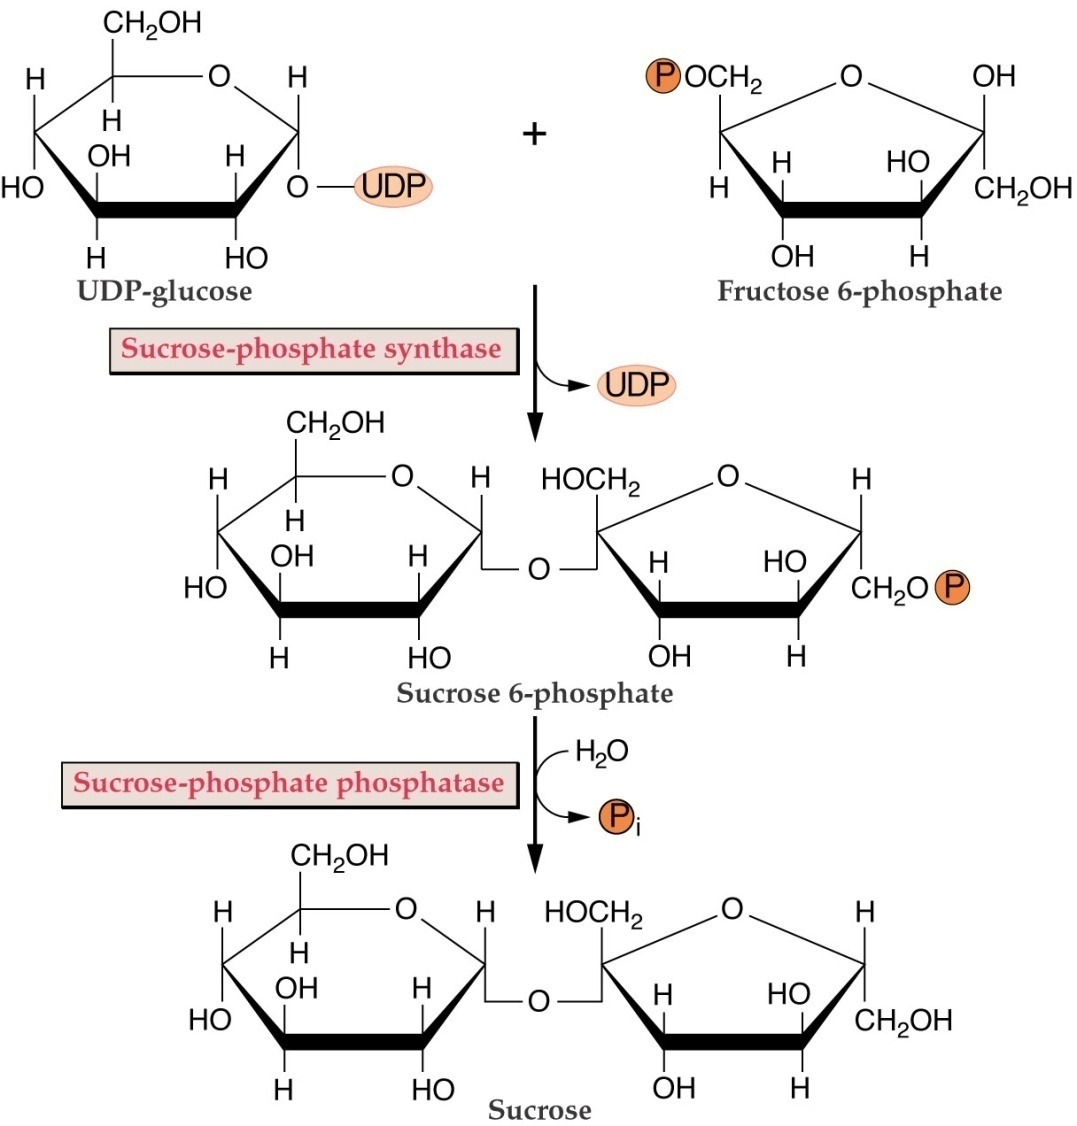 CH₂OH
H O H
H
OH H
HO O UDP
H HO
UDP-glucose
+
P OCH₂ O OH
H HO
H CH₂OH
OH H
Fructose 6-phosphate
Sucrose-phosphate synthase
UDP
CH₂OH
H O H HOCH₂ O H
H
OH H O H HO
HO CH₂O P
H HO OH H
Sucrose 6-phosphate
H₂O
Sucrose-phosphate phosphatase
Pi
CH₂OH
H O H HOCH₂ O H
H
OH H O H HO
HO CH₂OH
H HO OH H
Sucrose